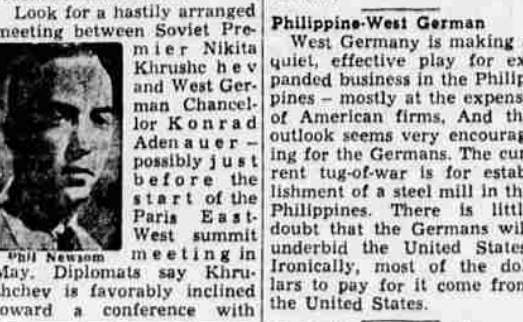 Look for a hastily arranged
meeting between Soviet Pre-
mier Nikita
Khrushc hev
and West Ger-
man Chancel-
lor Konrad
Adenauer –
possibly just
before the
start of the
Paris East-
West summit
Phil Newsom
meeting in
May. Diplomats say Khru-
shchev is favorably inclined
toward a conference with
Philippine-West German
West Germany is making
quiet, effective play for ex
panded business in the Philip
pines – mostly at the expens
of American firms, And th
outlook seems very encourag
ing for the Germans. The cur
rent tug-of-war is for estab
lishment of a steel mill in th
Philippines. There is littl
doubt that the Germans wil
underbid the United States
Ironically, most of the do
lars to pay for it come from
the United States.